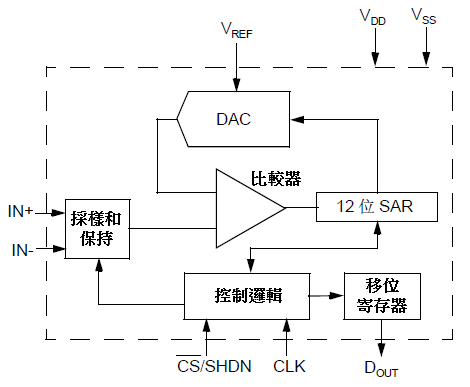 VREF
VDD
VSS
DAC
比較器
IN+
IN-
採樣和
保持
12 位 SAR
控制邏輯
移位
寄存器
CS/SHDN
CLK
DOUT